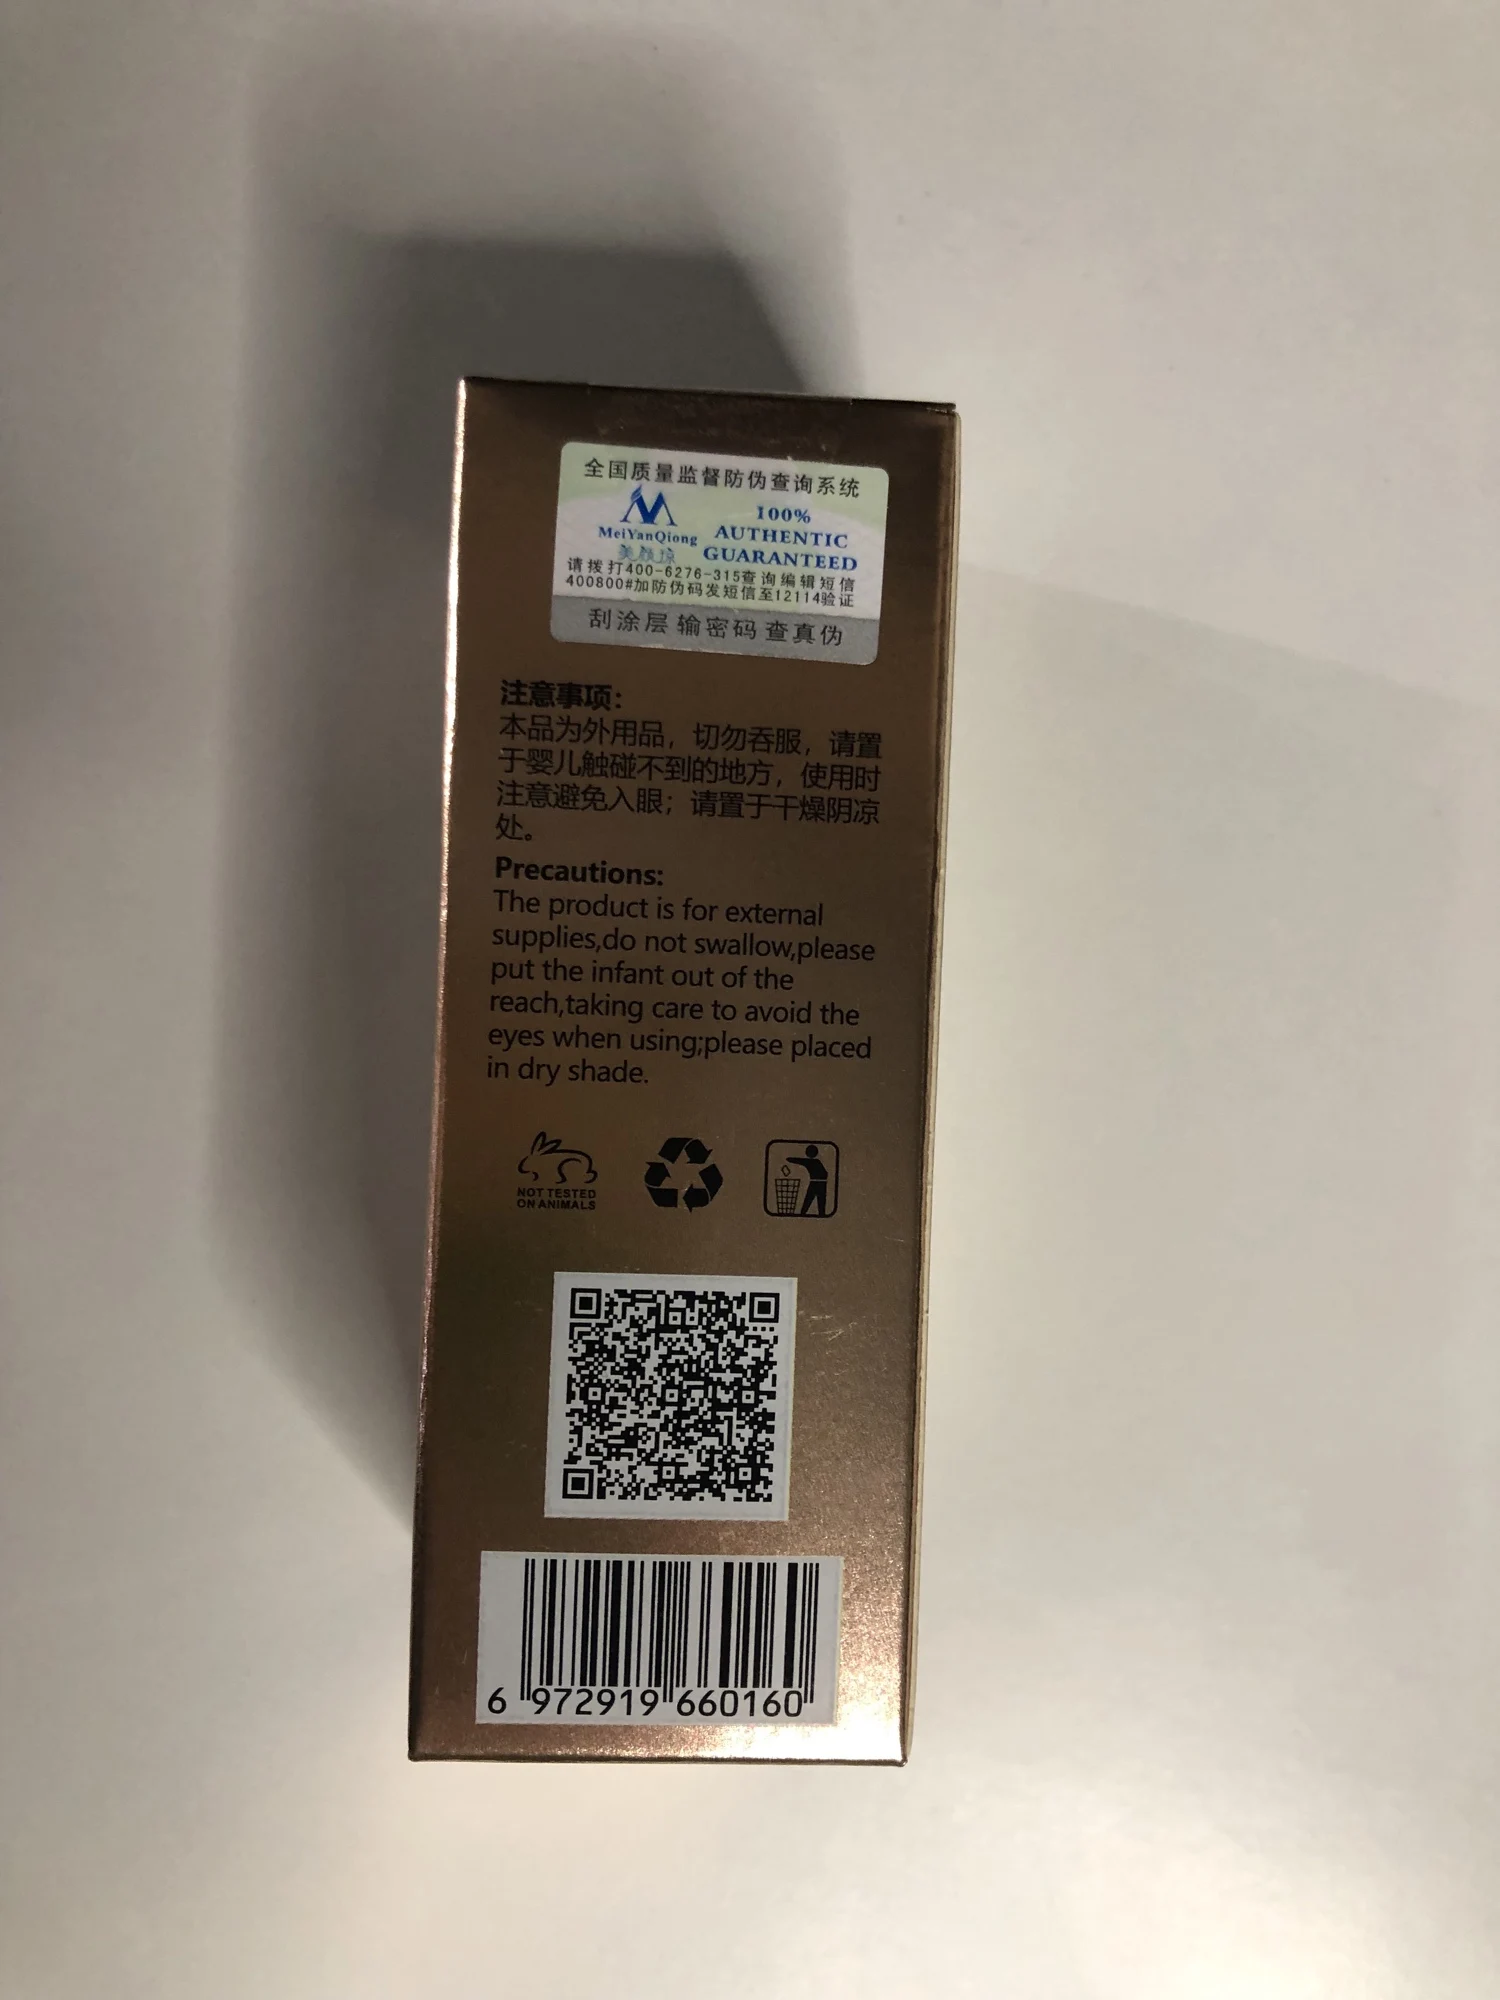 全国质量监督防伪查询系统
MeiYanQiong
美颜琼
100%
AUTHENTIC
GUARANTEED
请拨打400-6276-315查询编辑短信
400800#加防伪码发短信至12114验证
刮涂层 输密码 查真伪
注意事项：
本品为外用品，切勿吞服，请置
于婴儿触碰不到的地方，使用时
注意避免入眼；请置于干燥阴凉
处。
Precautions:
The product is for external
supplies,do not swallow,please
put the infant out of the
reach,taking care to avoid the
eyes when using;please placed
in dry shade.
NOT TESTED
ON ANIMALS
6 972919 660160